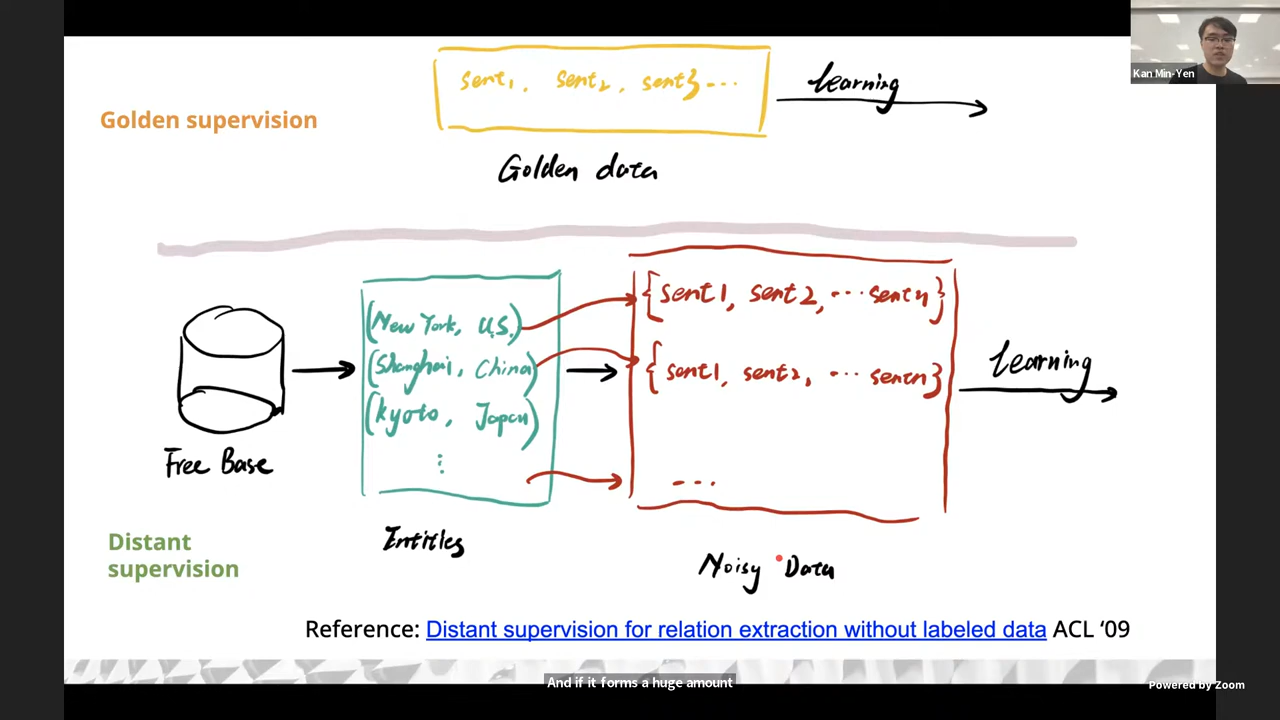 Kan Min-Yen
sent1, sent2, sent3 ...
learning
Golden supervision
Golden data
{sent1, sent2, ... sentn}
(New York, U.S.)
(Shanghai, China)
{sent1, sent2, ... sentn}
learning
(kyoto, Japan)
Free Base
...
Entitles
Distant
supervision
Noisy Data
Reference: Distant supervision for relation extraction without labeled data ACL ‘09
And if it forms a huge amount
Powered by Zoom